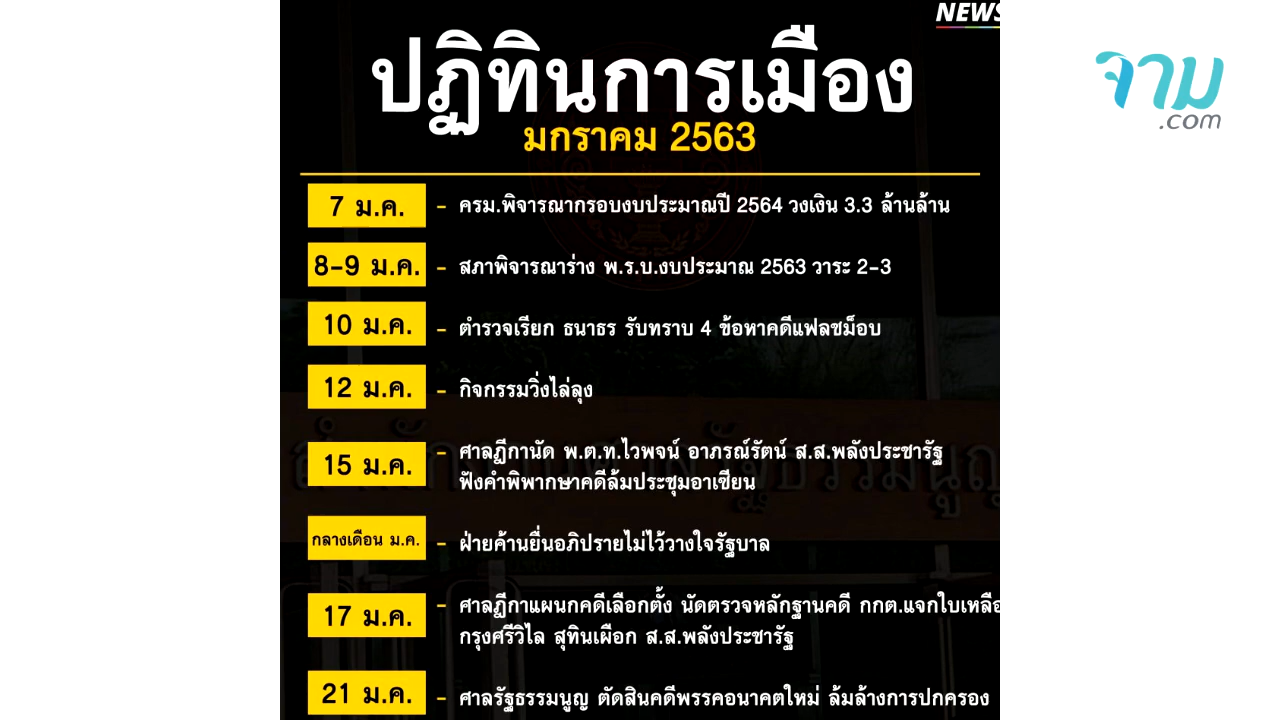 NEWS
จาม
.com
ปฏิทินการเมือง
มกราคม 2563
7 ม.ค. - ครม.พิจารณากรอบงบประมาณปี 2564 วงเงิน 3.3 ล้านล้าน
8-9 ม.ค. - สภาพิจารณาร่าง พ.ร.บ.งบประมาณ 2563 วาระ 2-3
10 ม.ค. - ตำรวจเรียก ธนาธร รับทราบ 4 ข้อหาคดีแฟลชม็อบ
12 ม.ค. - กิจกรรมวิ่งไล่ลุง
15 ม.ค. - ศาลฎีกานัด พ.ต.ท.ไวพจน์ อาภรณ์รัตน์ ส.ส.พลังประชารัฐ
ฟังคำพิพากษาคดีล้มประชุมอาเซียน
กลางเดือน ม.ค. - ฝ่ายค้านยื่นอภิปรายไม่ไว้วางใจรัฐบาล
17 ม.ค. - ศาลฎีกาแผนกคดีเลือกตั้ง นัดตรวจหลักฐานคดี กกต.แจกใบเหลือ
กรุงศรีวิไล สุทินเผือก ส.ส.พลังประชารัฐ
21 ม.ค. - ศาลรัฐธรรมนูญ ตัดสินคดีพรรคอนาคตใหม่ ล้มล้างการปกครอง